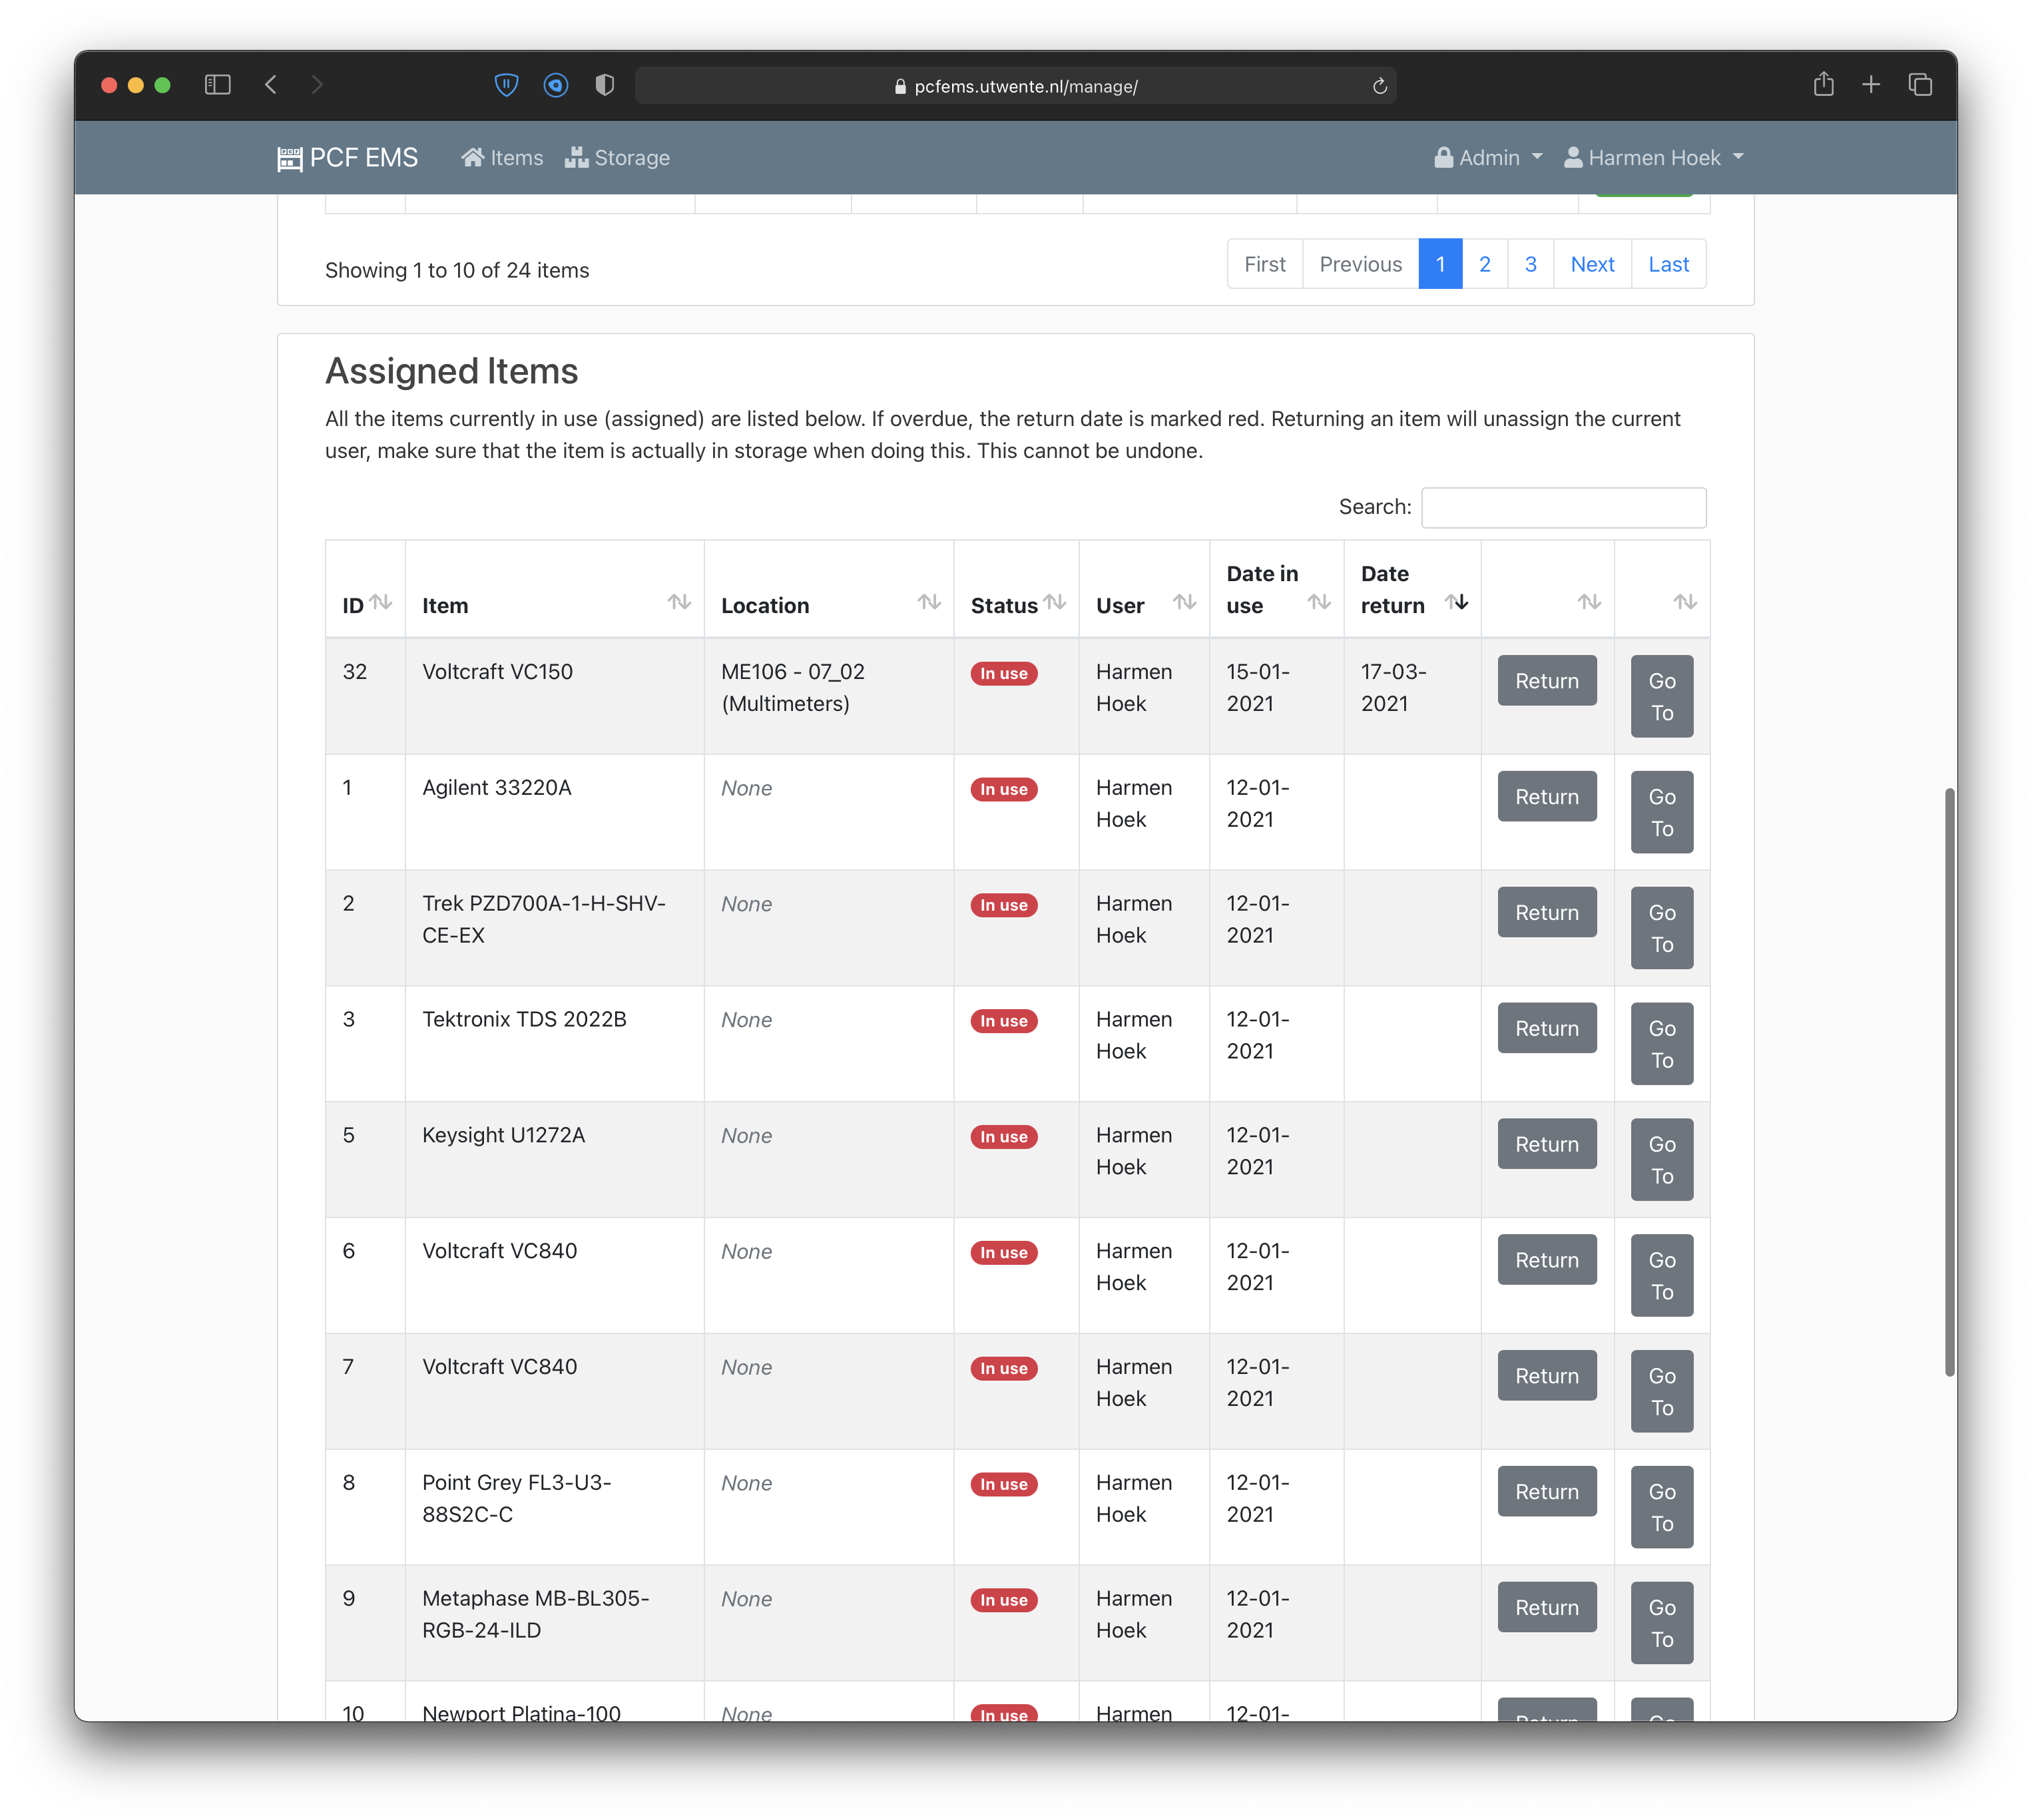 pcfems.utwente.nl/manage/
PCF EMS Items Storage Admin Harmen Hoek
Showing 1 to 10 of 24 items
First Previous 1 2 3 Next Last
Assigned Items
All the items currently in use (assigned) are listed below. If overdue, the return date is marked red. Returning an item will unassign the current
user, make sure that the item is actually in storage when doing this. This cannot be undone.
Search:
ID Item Location Status User Date in use Date return
32 Voltcraft VC150 ME106 - 07_02 (Multimeters) In use Harmen Hoek 15-01-2021 17-03-2021 Return Go To
1 Agilent 33220A None In use Harmen Hoek 12-01-2021 Return Go To
2 Trek PZD700A-1-H-SHV-CE-EX None In use Harmen Hoek 12-01-2021 Return Go To
3 Tektronix TDS 2022B None In use Harmen Hoek 12-01-2021 Return Go To
5 Keysight U1272A None In use Harmen Hoek 12-01-2021 Return Go To
6 Voltcraft VC840 None In use Harmen Hoek 12-01-2021 Return Go To
7 Voltcraft VC840 None In use Harmen Hoek 12-01-2021 Return Go To
8 Point Grey FL3-U3-88S2C-C None In use Harmen Hoek 12-01-2021 Return Go To
9 Metaphase MB-BL305-RGB-24-ILD None In use Harmen Hoek 12-01-2021 Return Go To
10 Newport Platina-100 None In use Harmen 12-01- Return Go